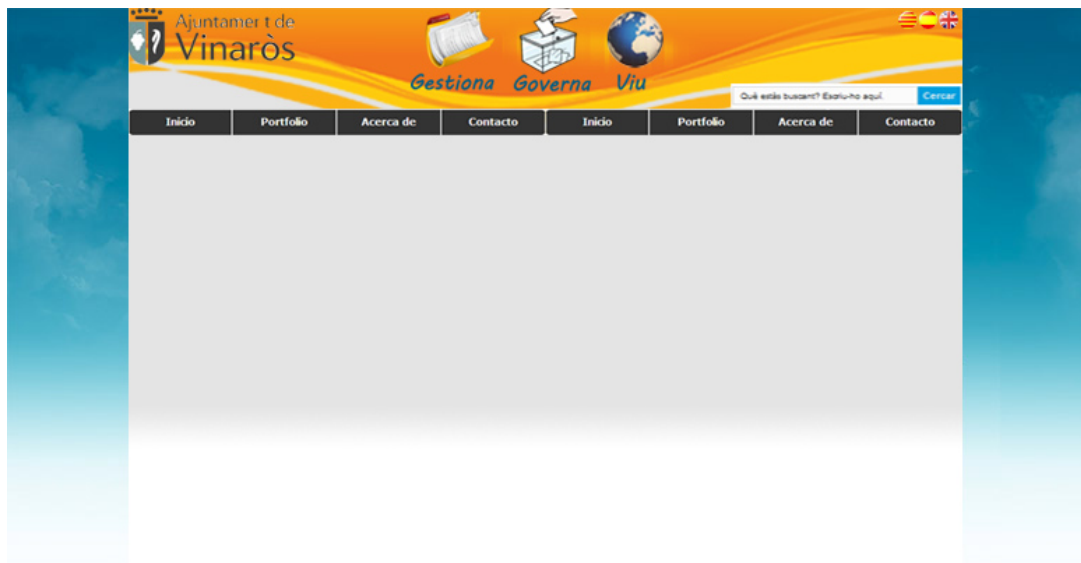 Ajuntament de
Vinaròs
Gestiona Governa Viu
Què estàs buscant? Escriu-ho aquí. Cercar
Inicio Portfolio Acerca de Contacto Inicio Portfolio Acerca de Contacto